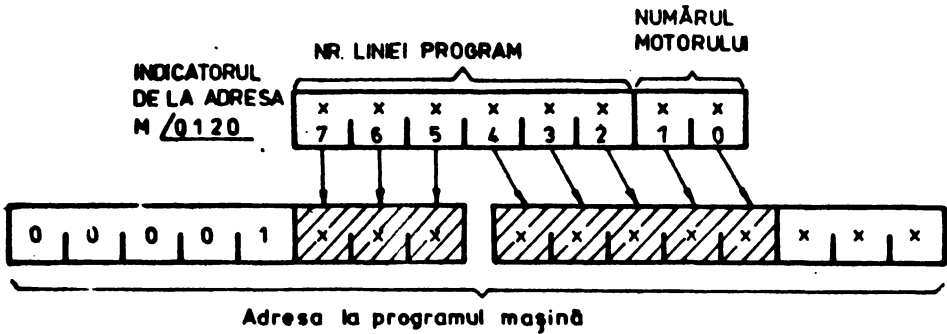 NUMĂRUL
MOTORULUI
NR. LINIEI PROGRAM
INDICATORUL
DE LA ADRESA
M /0120
x x x x x x x x
7 6 5 4 3 2 1 0
0 0 0 0 1 x x x x x x x x x x x
Adresa la programul mașină